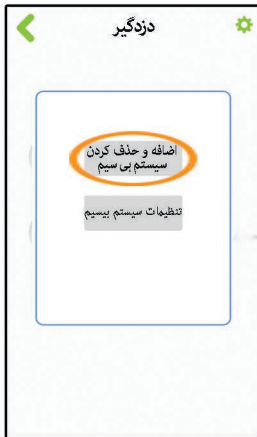 دزدگیر
اضافه و حذف کردن
سیستم بی سیم
تنظیمات سیستم بیسیم